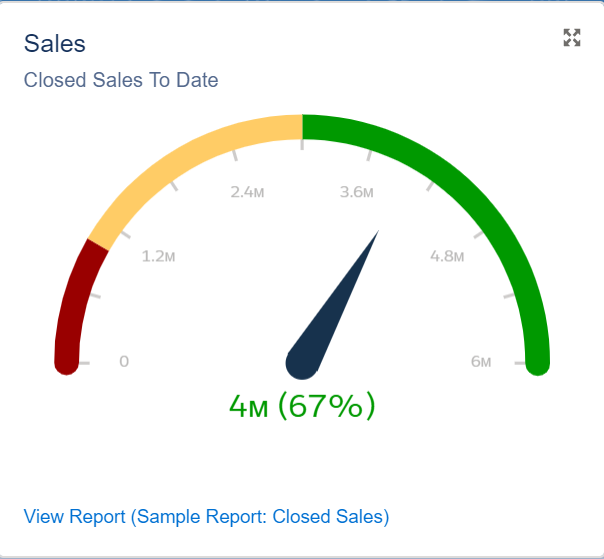 Sales
Closed Sales To Date
2.4M 3.6M
1.2M 4.8M
0 6M
4M (67%)
View Report (Sample Report: Closed Sales)